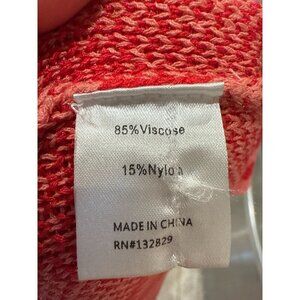 85%Viscose
15%Nylon
MADE IN CHINA
RN#132829